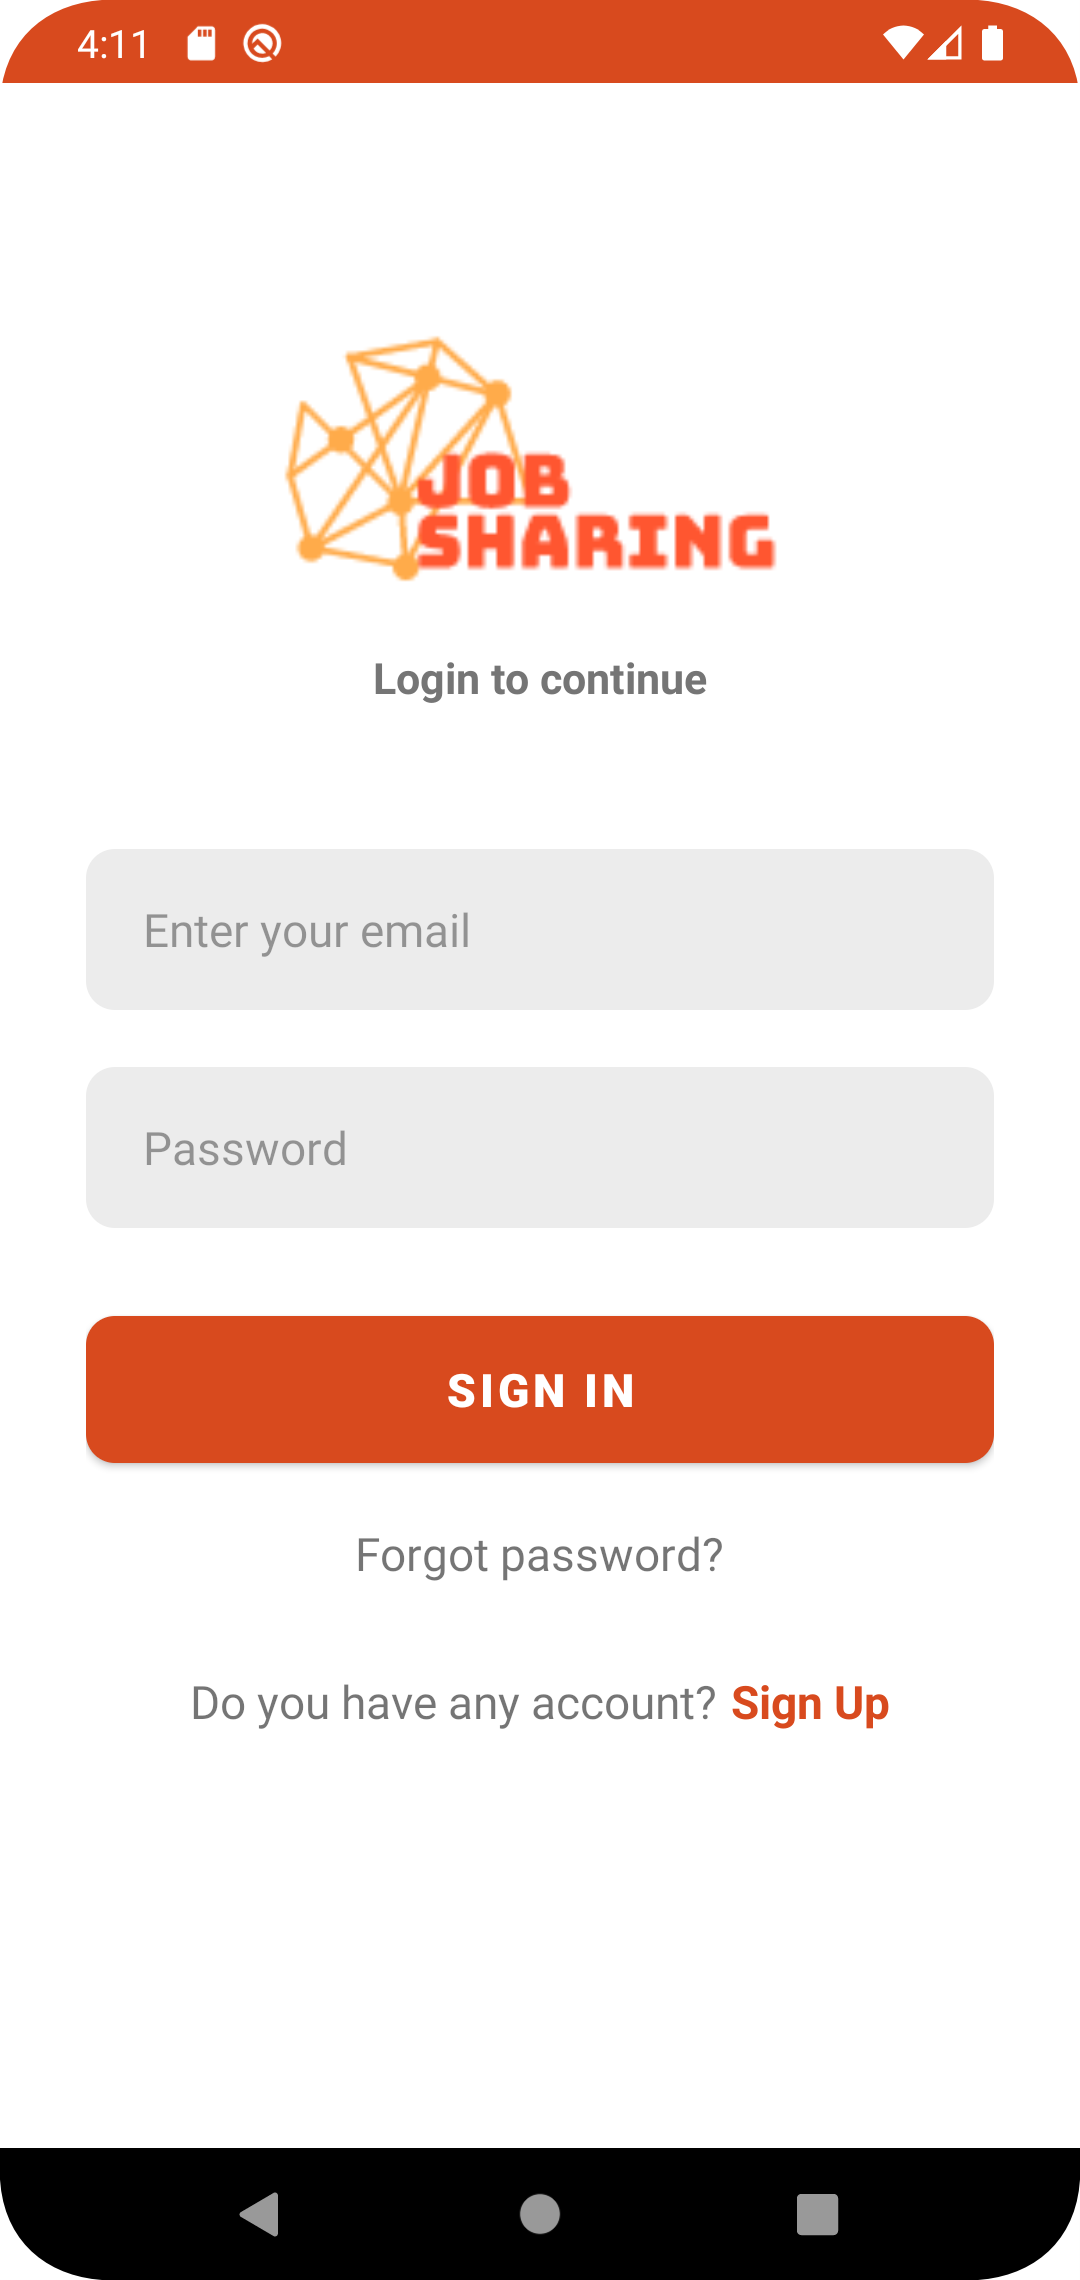 4:11
JOB
SHARING
Login to continue
Enter your email
Password
SIGN IN
Forgot password?
Do you have any account? Sign Up